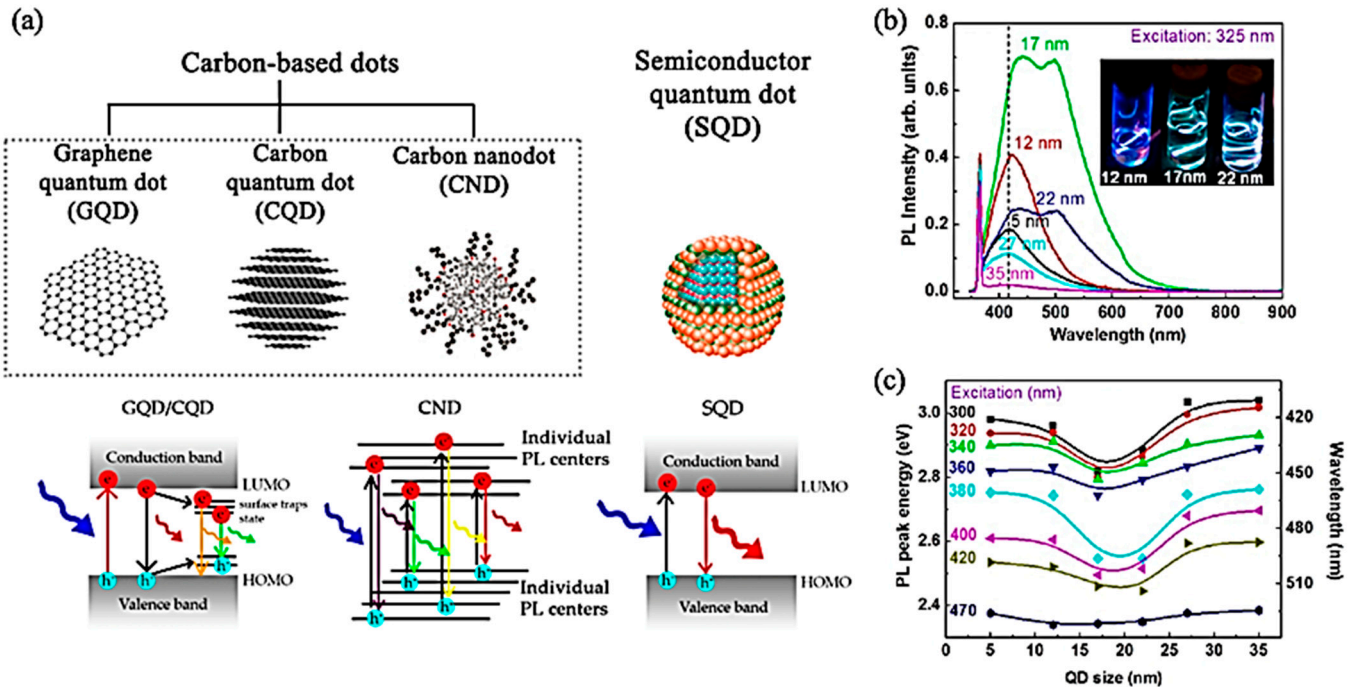 (a)
Carbon-based dots
Semiconductor
quantum dot
(SQD)
Graphene
quantum dot
(GQD)
Carbon
quantum dot
(CQD)
Carbon nanodot
(CND)
GQD/CQD
Conduction band
LUMO
surface traps
state
HOMO
Valence band
e-
e-
e-
e-
h+
h+
h+
CND
Individual
PL centers
Individual
PL centers
e-
e-
e-
e-
h+
h+
h+
h+
SQD
Conduction band
LUMO
HOMO
Valence band
e-
e-
h+
h+
(b)
Excitation: 325 nm
PL Intensity (arb. units)
0.8
0.6
0.4
0.2
0.0
17 nm
12 nm
22 nm
5 nm
27 nm
35 nm
12 nm
17nm
22 nm
400 500 600 700 800 900
Wavelength (nm)
(c)
Excitation (nm)
PL peak energy (eV)
3.0
2.8
2.6
2.4
300
320
340
360
380
400
420
470
420
450
480
510
Wavelength (nm)
5 10 15 20 25 30 35
QD size (nm)